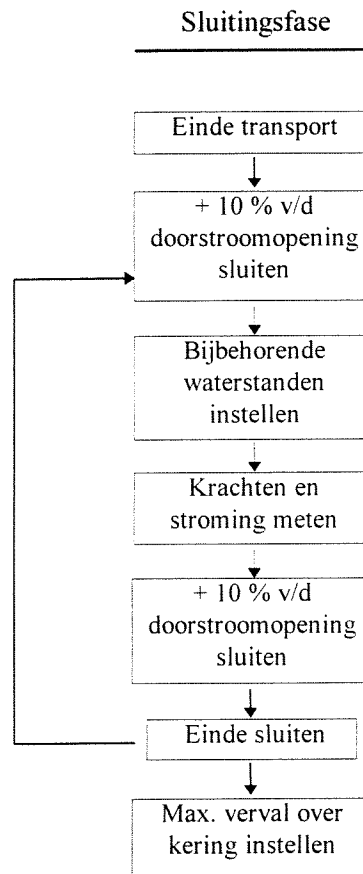 Sluitingsfase
Einde transport
+ 10 % v/d
doorstroomopening
sluiten
Bijbehorende
waterstanden
instellen
Krachten en
stroming meten
+ 10 % v/d
doorstroomopening
sluiten
Einde sluiten
Max. verval over
kering instellen